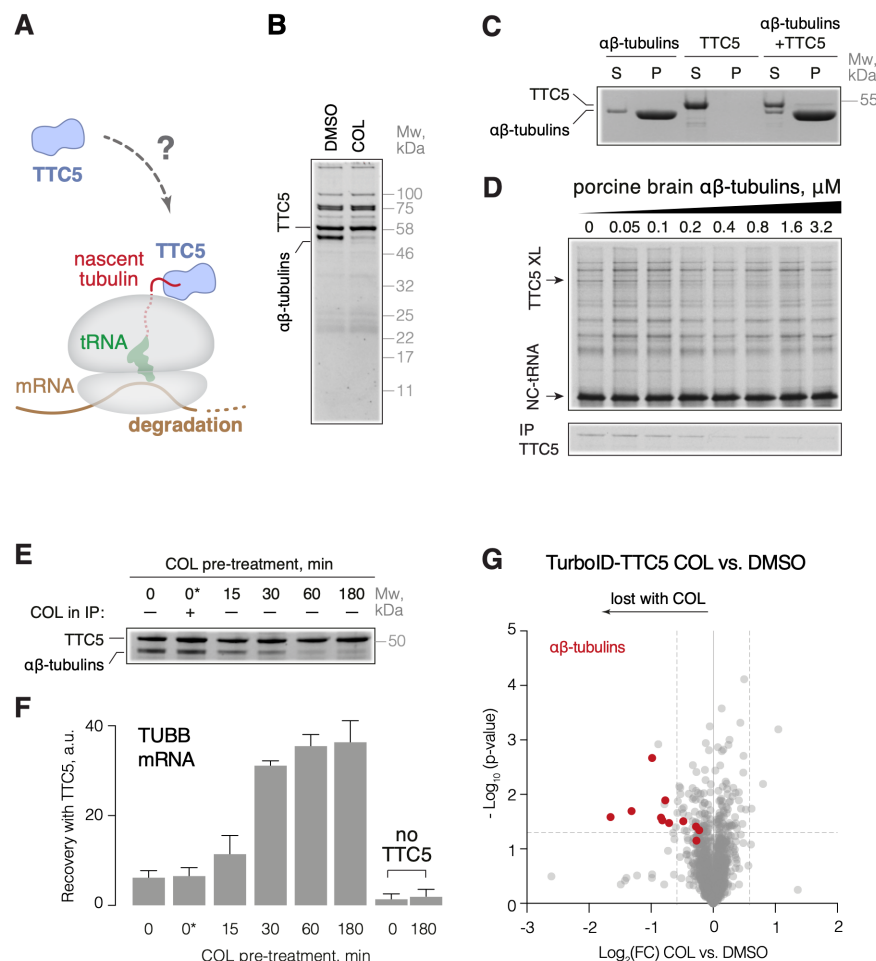 A
TTC5
?
TTC5
nascent
tubulin
tRNA
mRNA
degradation
B
DMSO
COL
Mw,
kDa
TTC5
αβ-tubulins
100
75
58
46
32
25
22
17
11
C
αβ-tubulins
TTC5
αβ-tubulins
+TTC5
S P S P S P
Mw,
kDa
TTC5
αβ-tubulins
55
D
porcine brain αβ-tubulins, μM
0 0.05 0.1 0.2 0.4 0.8 1.6 3.2
TTC5 XL
NC-tRNA
IP
TTC5
E
COL pre-treatment, min
0 0* 15 30 60 180
Mw,
kDa
COL in IP:
– + – – – –
TTC5
αβ-tubulins
50
F
TUBB
mRNA
Recovery with TTC5, a.u.
40
20
0
no
TTC5
0 0* 15 30 60 180 0 180
COL pre-treatment, min
G
TurboID-TTC5 COL vs. DMSO
lost with COL
αβ-tubulins
- Log₁₀ (p-value)
5
4
3
2
1
0
-3 -2 -1 0 1 2
Log₂(FC) COL vs. DMSO